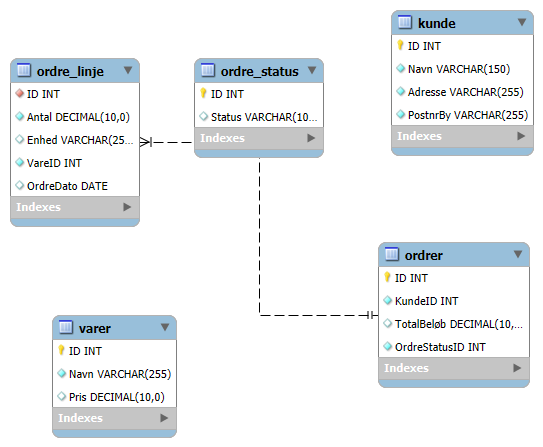 kunde
ID INT
Navn VARCHAR(150)
Adresse VARCHAR(255)
PostnrBy VARCHAR(255)
Indexes
ordre_linje
ID INT
Antal DECIMAL(10,0)
Enhed VARCHAR(25...
VareID INT
OrdreDato DATE
Indexes
ordre_status
ID INT
Status VARCHAR(10...
Indexes
ordrer
ID INT
KundeID INT
TotalBeløb DECIMAL(10,...
OrdreStatusID INT
Indexes
varer
ID INT
Navn VARCHAR(255)
Pris DECIMAL(10,0)
Indexes